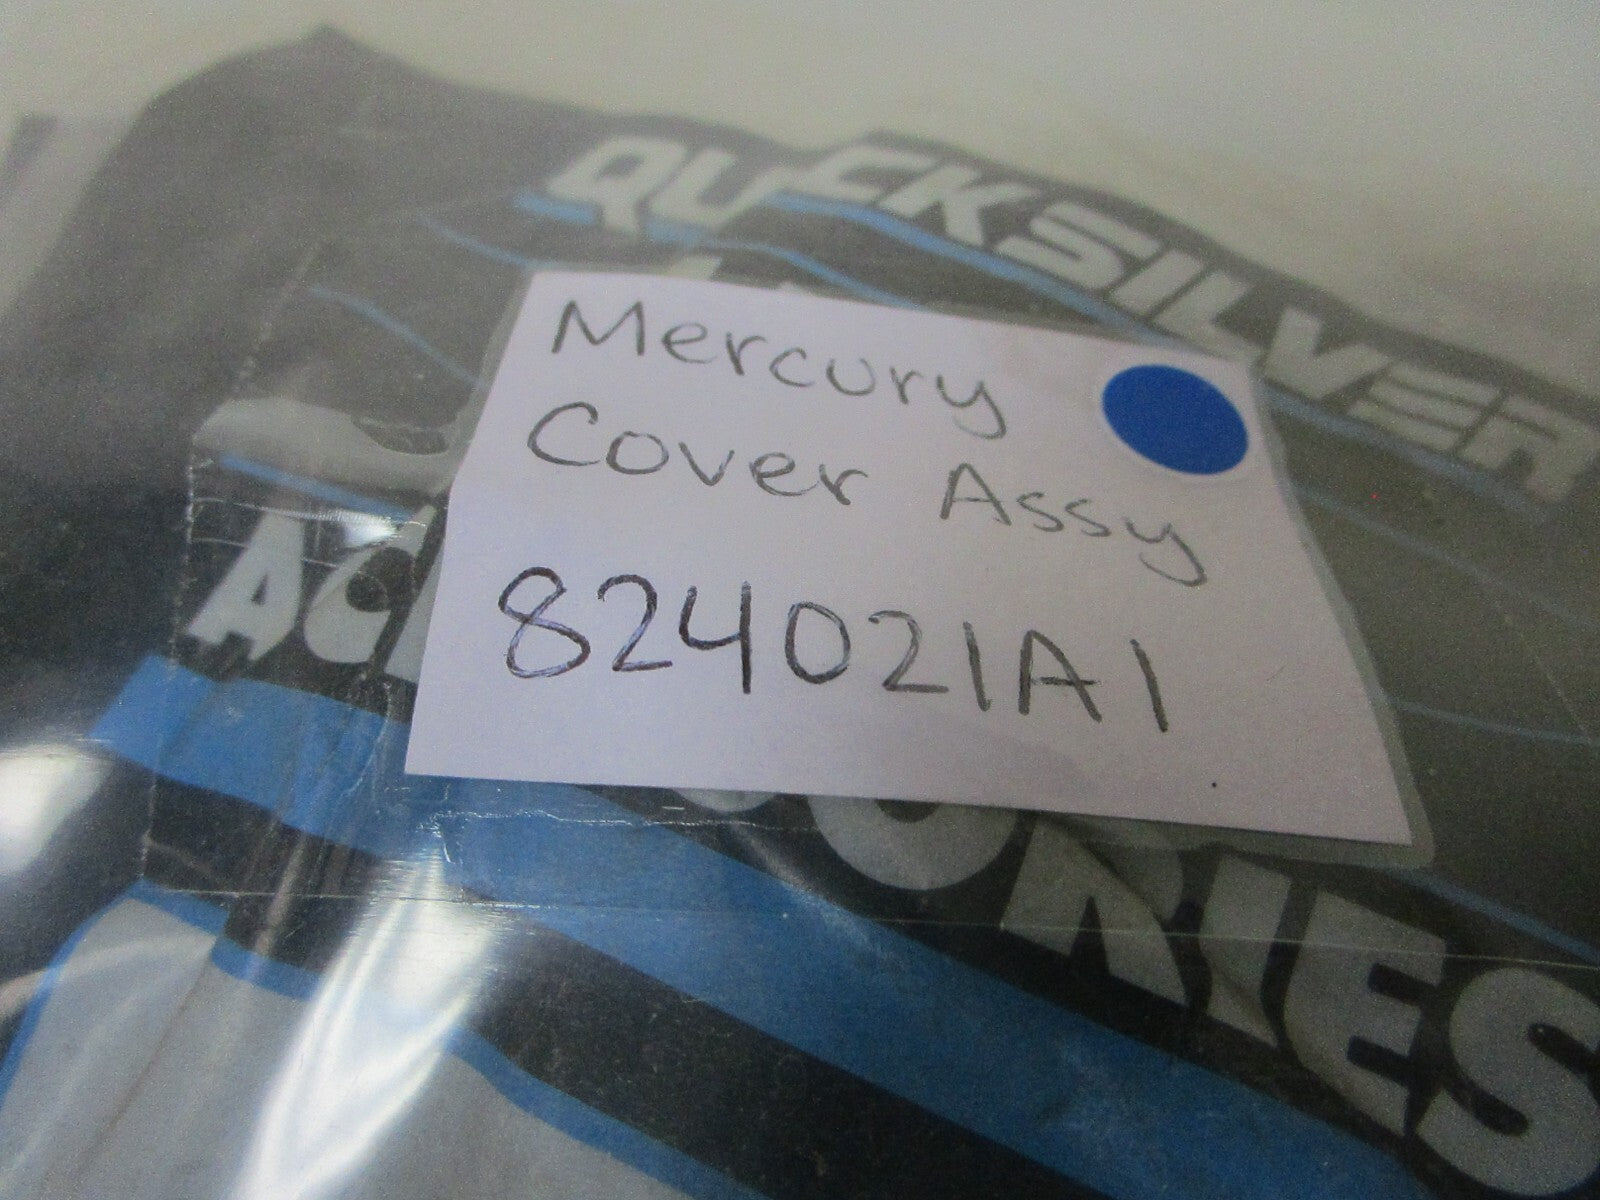 QUICKSILVER
Mercury
Cover Assy
824021A1